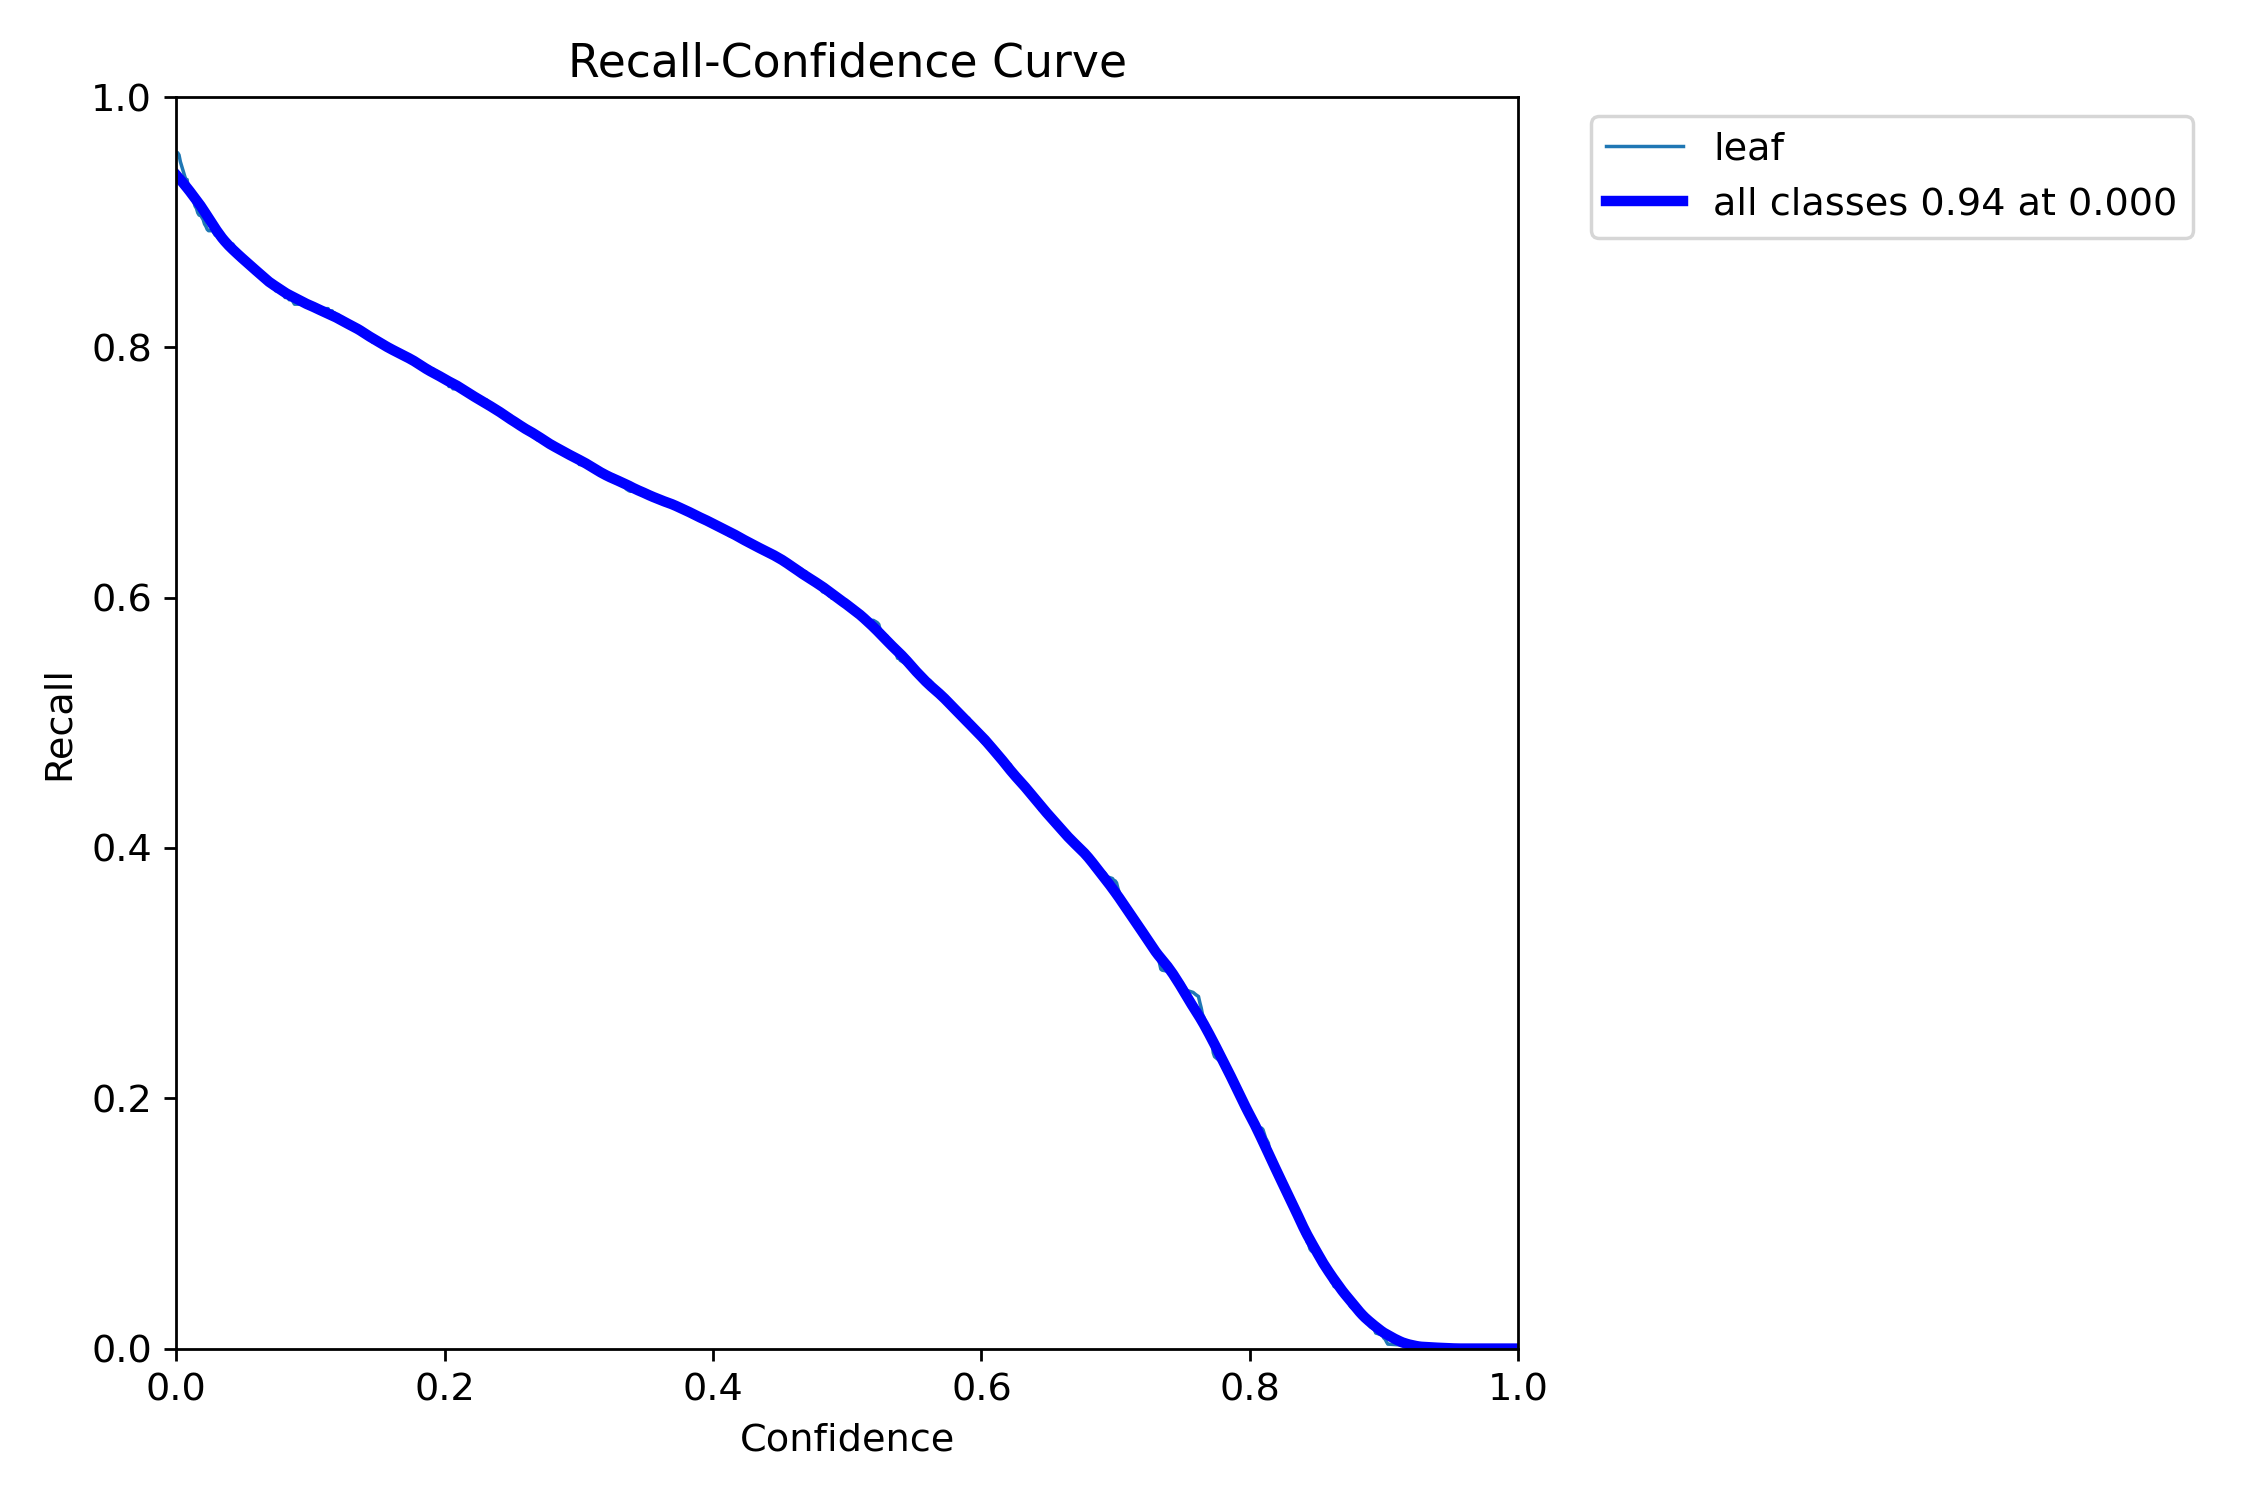 Recall-Confidence Curve
1.0
0.8
0.6
0.4
0.2
0.0
Recall
0.0 0.2 0.4 0.6 0.8 1.0
Confidence
leaf
all classes 0.94 at 0.000